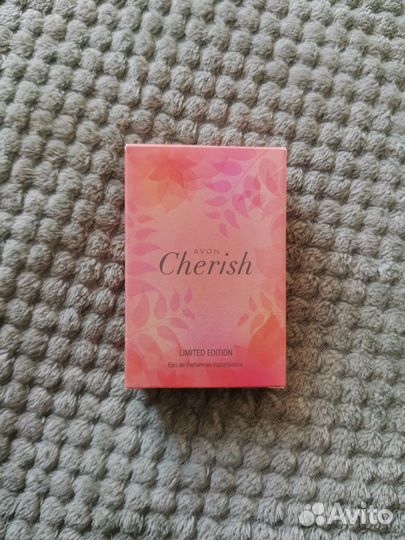 AVON
Cherish
LIMITED EDITION
Eau de Parfum en Vaporisateur
Avito